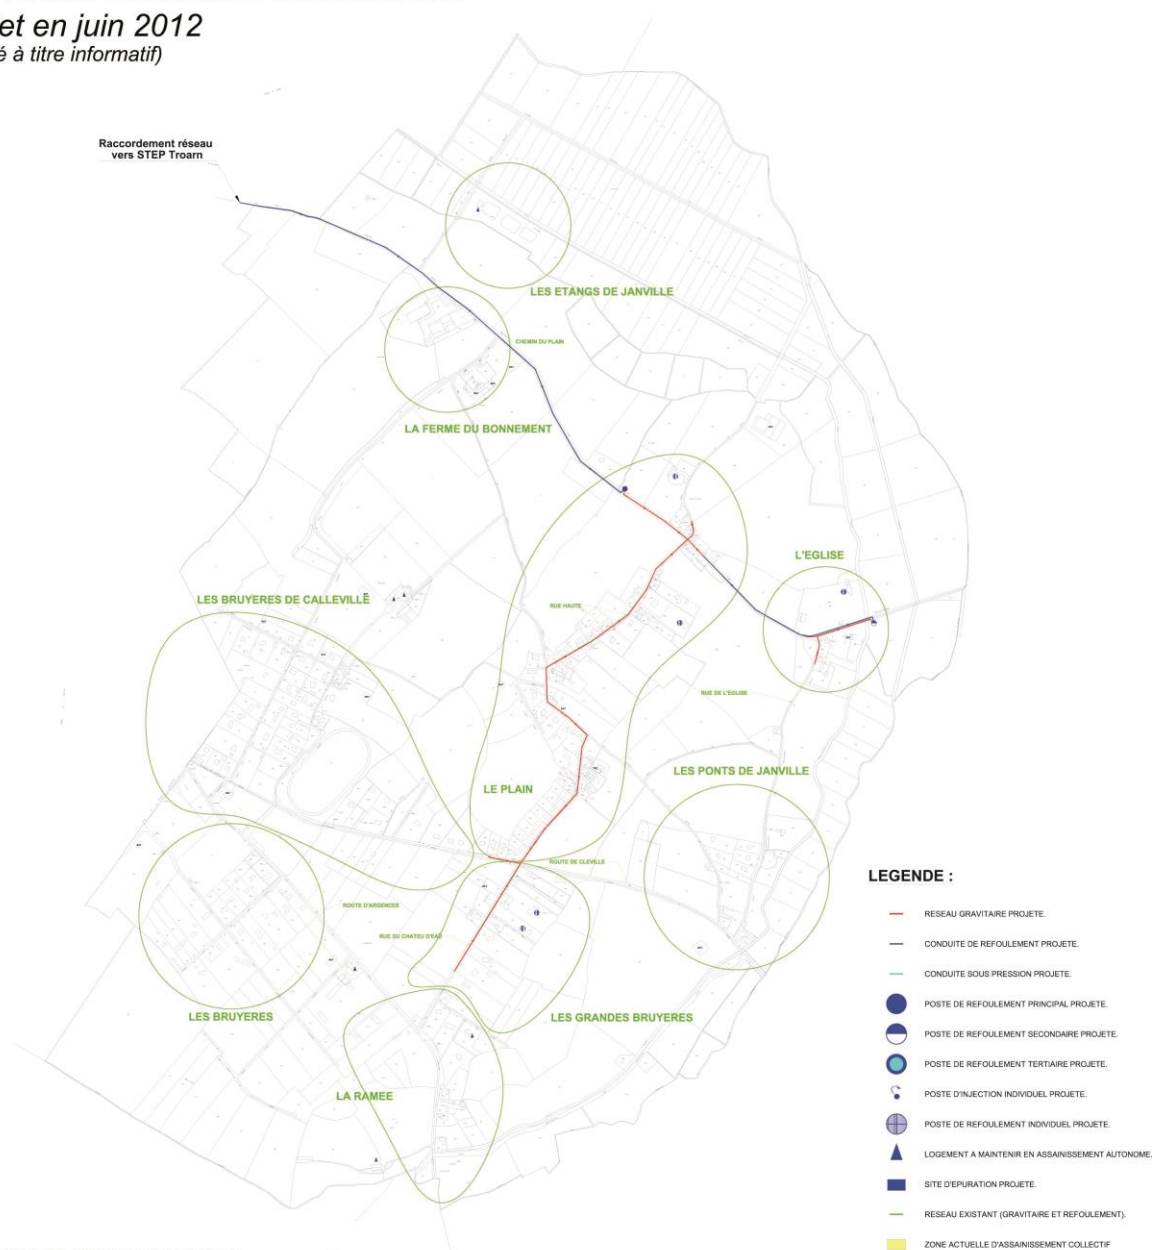 et en juin 2012
é à titre informatif)
Raccordement réseau
vers STEP Troarn
LES ETANGS DE JANVILLE
CHEMIN DU PLAIN
LA FERME DU BONNEMENT
L'EGLISE
LES BRUYERES DE CALLEVILLE
RUE HAUTE
RUE DE L'EGLISE
LES PONTS DE JANVILLE
LE PLAIN
ROUTE DE CLEVILLE
ROUTE D'ARGENCES
RUE DU CHATEU D'EAU
LES BRUYERES
LES GRANDES BRUYERES
LA RAMEE
LEGENDE :
RESEAU GRAVITAIRE PROJETE.
CONDUITE DE REFOULEMENT PROJETE.
CONDUITE SOUS PRESSION PROJETE.
POSTE DE REFOULEMENT PRINCIPAL PROJETE.
POSTE DE REFOULEMENT SECONDAIRE PROJETE.
POSTE DE REFOULEMENT TERTIAIRE PROJETE.
POSTE D'INJECTION INDIVIDUEL PROJETE.
POSTE DE REFOULEMENT INDIVIDUEL PROJETE.
LOGEMENT A MAINTENIR EN ASSAINISSEMENT AUTONOME.
SITE D'EPURATION PROJETE.
RESEAU EXISTANT (GRAVITAIRE ET REFOULEMENT).
ZONE ACTUELLE D'ASSAINISSEMENT COLLECTIF